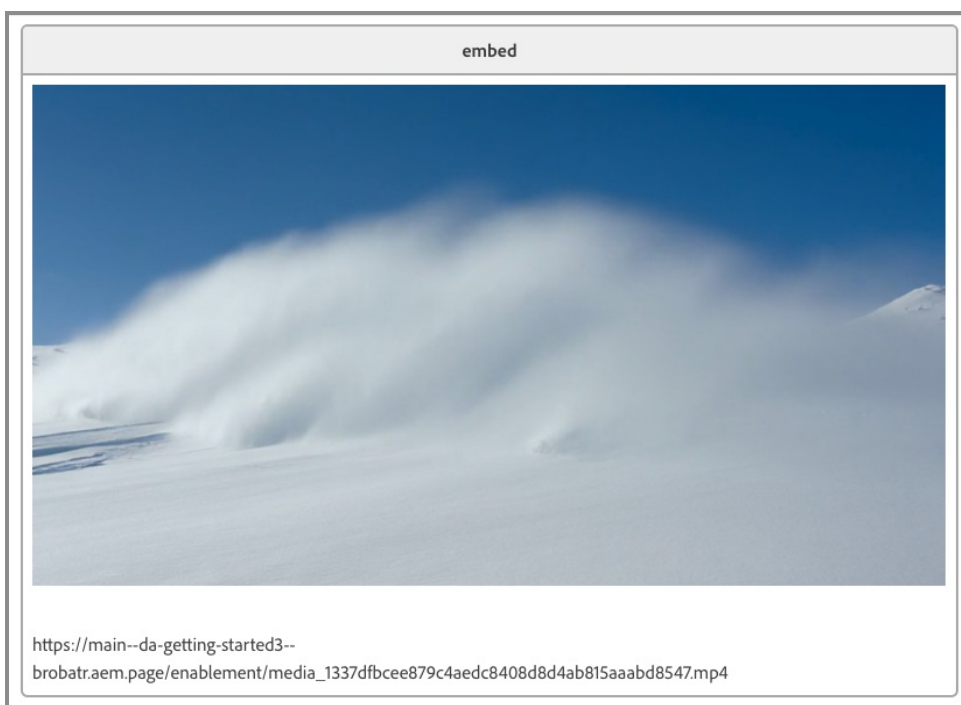 embed
https://main--da-getting-started3--
brobatr.aem.page/enablement/media_1337dfbcee879c4aedc8408d8d4ab815aaabd8547.mp4